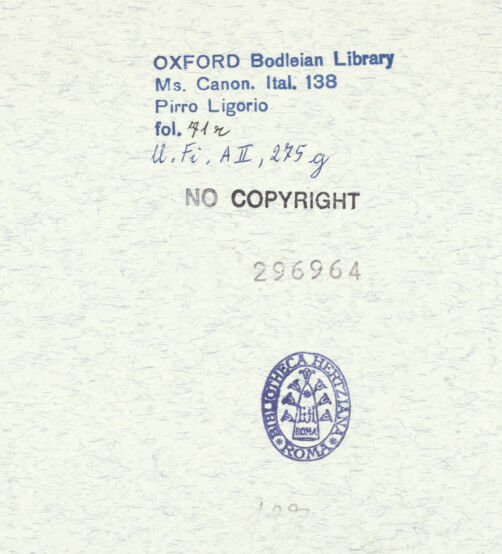 OXFORD Bodleian Library
Ms. Canon. Ital. 138
Pirro Ligorio
fol. 71r
U. Fi. A II, 275 g
NO COPYRIGHT
296964
BIBLIOTHECA HERTZIANA
ROMA
* ROMA *